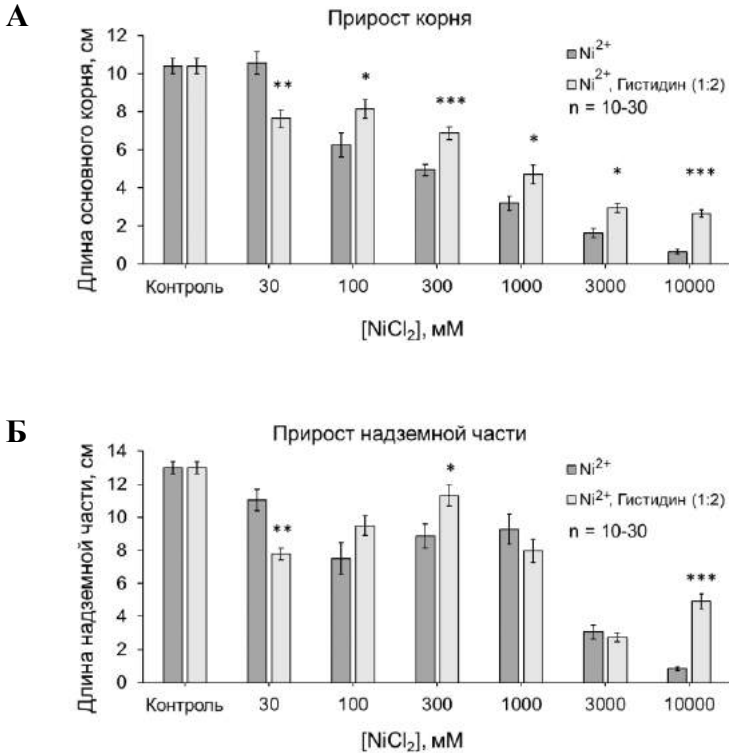 А
Прирост корня
Длина основного корня, см
12
10
8
6
4
2
0
Ni²⁺
Ni²⁺, Гистидин (1:2)
n = 10-30
**
*
***
*
*
***
Контроль
30
100
300
1000
3000
10000
[NiCl₂], мМ
Б
Прирост надземной части
Длина надземной части, см
14
12
10
8
6
4
2
0
Ni²⁺
Ni²⁺, Гистидин (1:2)
n = 10-30
**
*
***
Контроль
30
100
300
1000
3000
10000
[NiCl₂], мМ